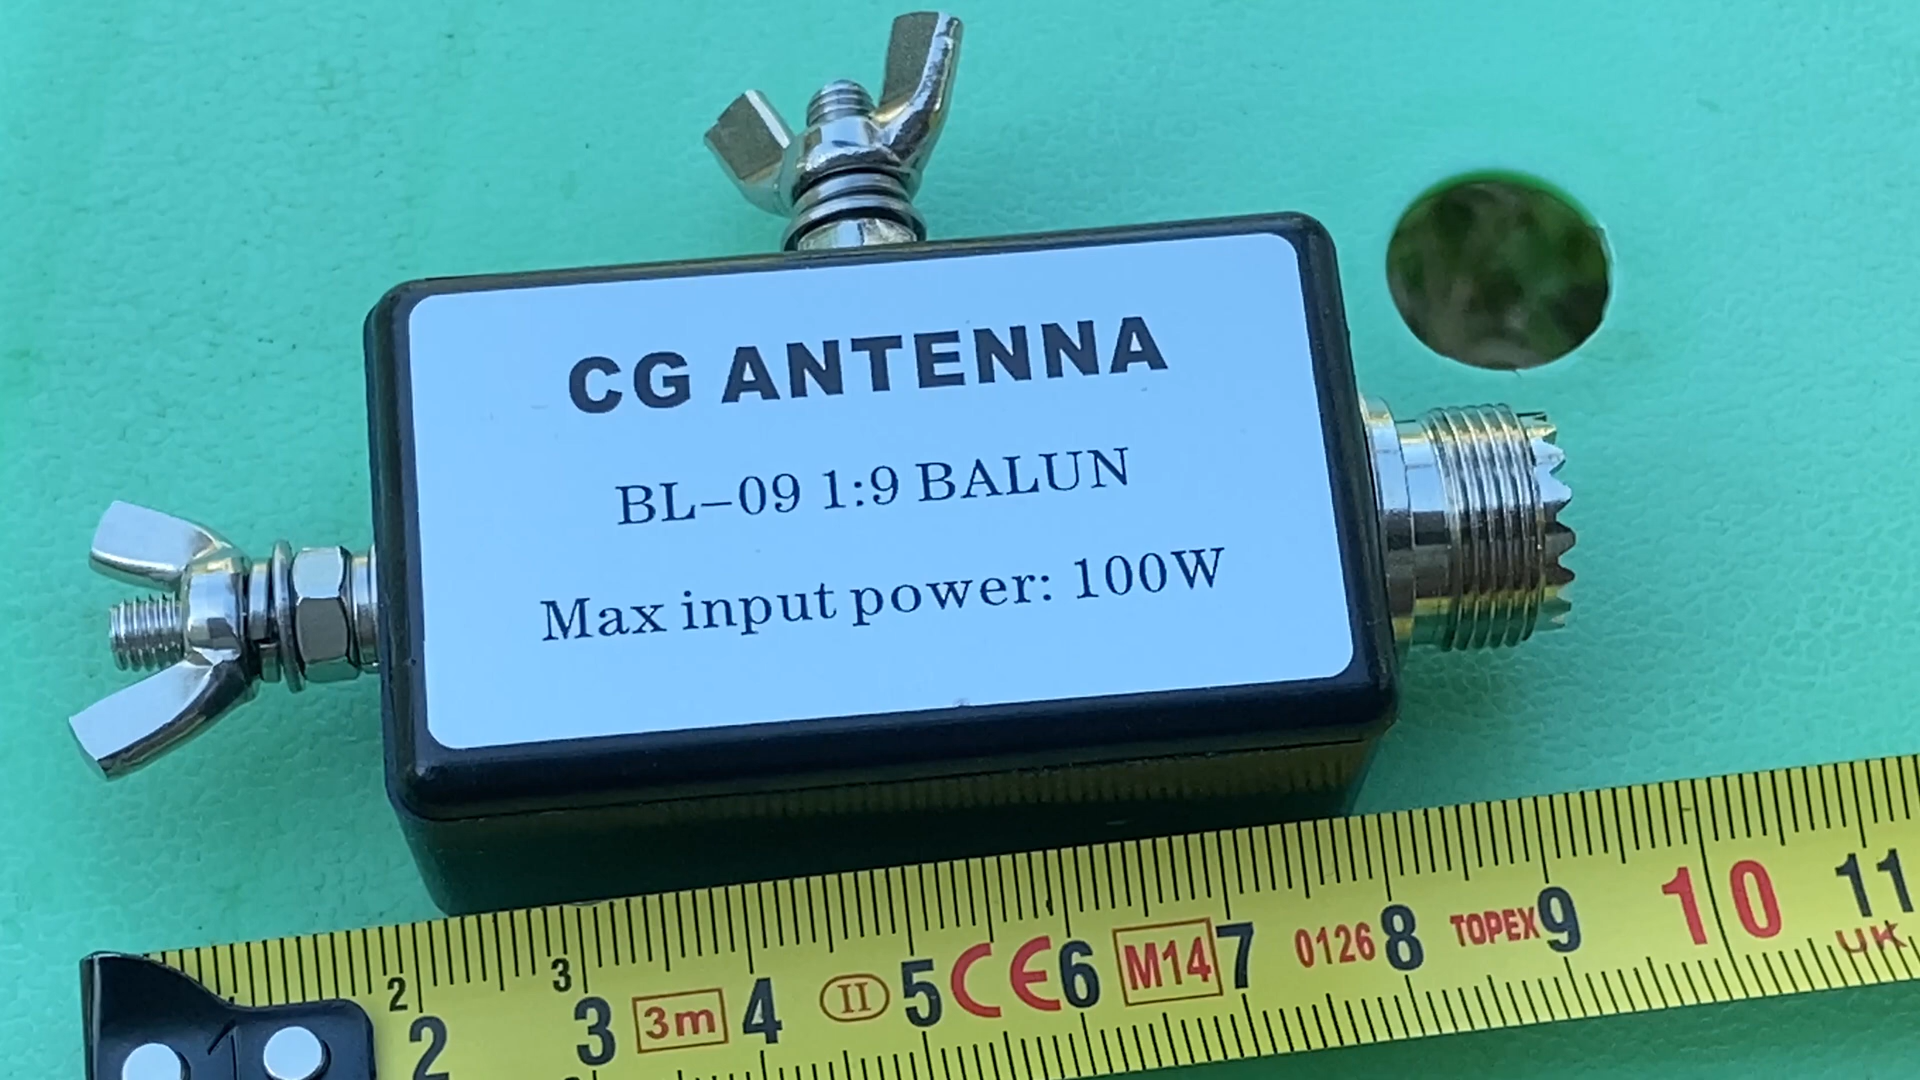 CG ANTENNA
BL-09 1:9 BALUN
Max input power: 100W
2 3
1 2 3 3m 4 II 5 CE 6 M14 7 0126 8 TOPEX 9 10 11
UK